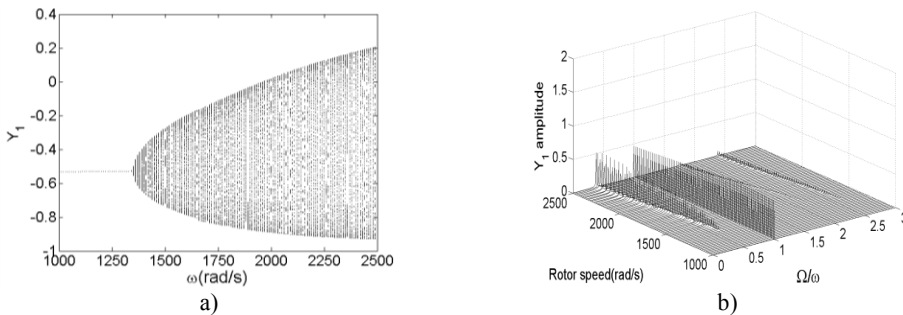 0.4
0.2
0
-0.2
-0.4
-0.6
-0.8
-1
Y1
1000 1250 1500 1750 2000 2250 2500
ω(rad/s)
a)
2
1.5
1
0.5
0
Y1 amplitude
2500
2000
1500
1000
Rotor speed(rad/s)
0 0.5 1 1.5 2 2.5 3
Ω/ω
b)